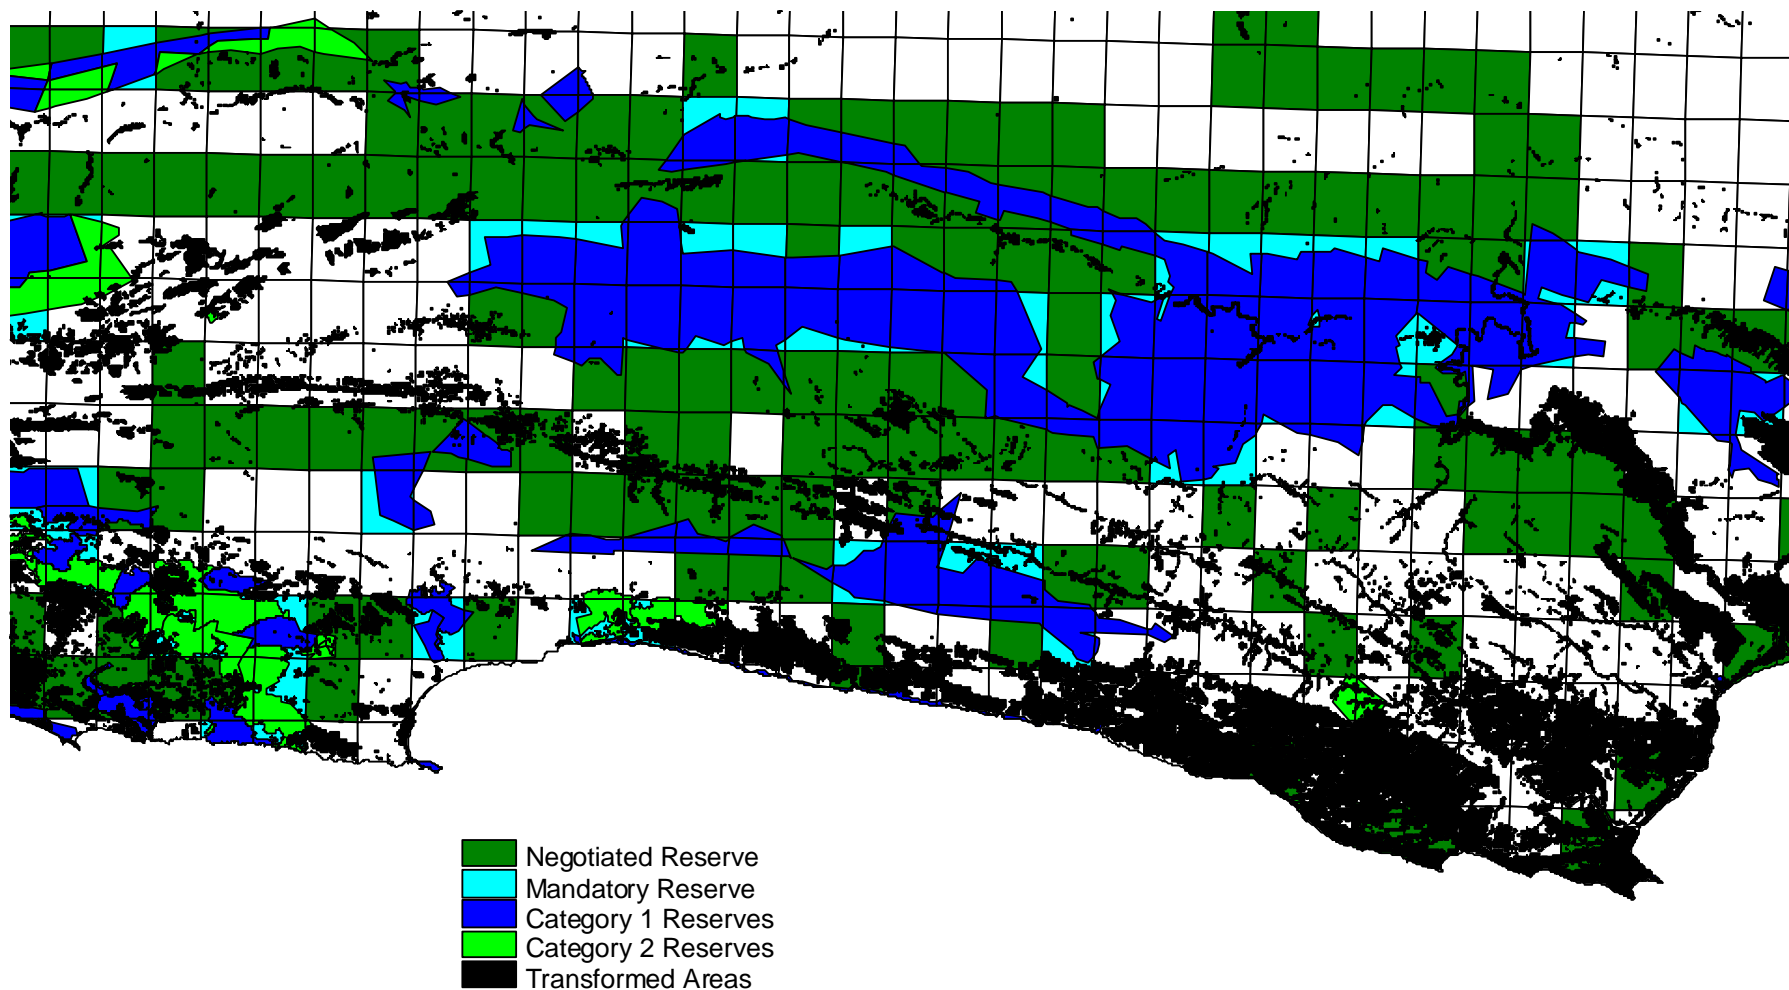 Negotiated Reserve
Mandatory Reserve
Category 1 Reserves
Category 2 Reserves
Transformed Areas